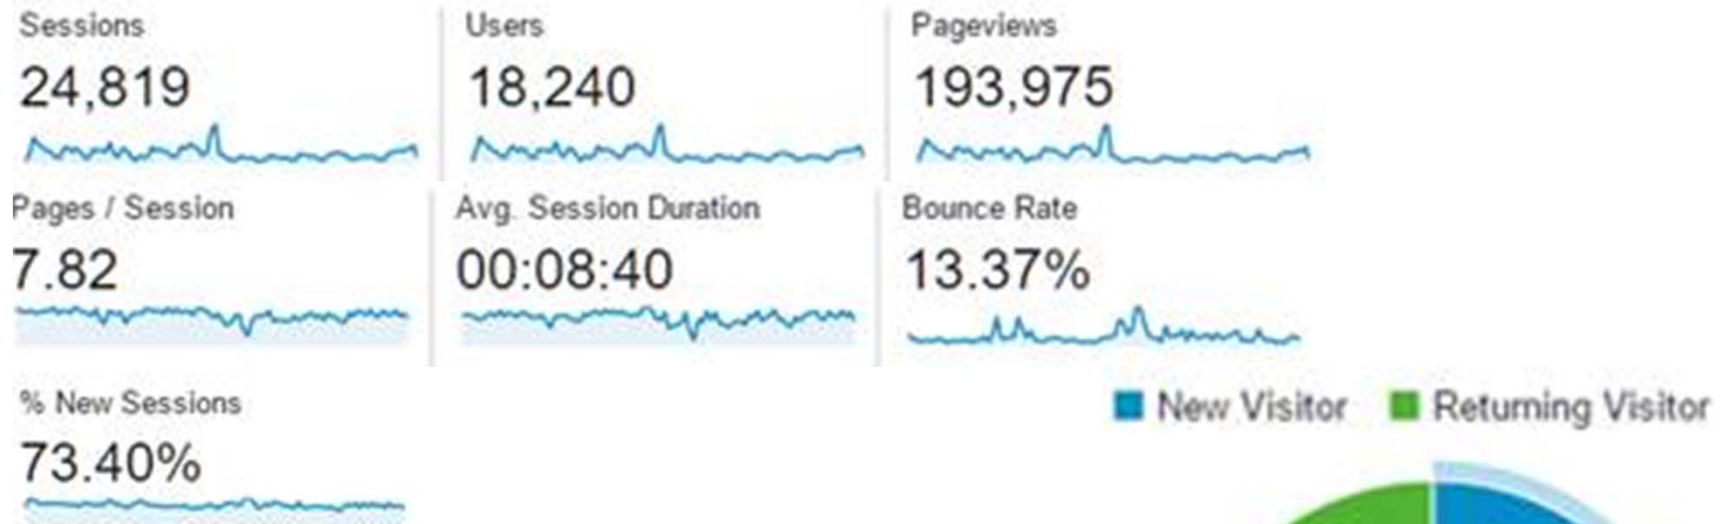 Sessions
24,819
Users
18,240
Pageviews
193,975
Pages / Session
7.82
Avg. Session Duration
00:08:40
Bounce Rate
13.37%
% New Sessions
73.40%
New Visitor
Returning Visitor